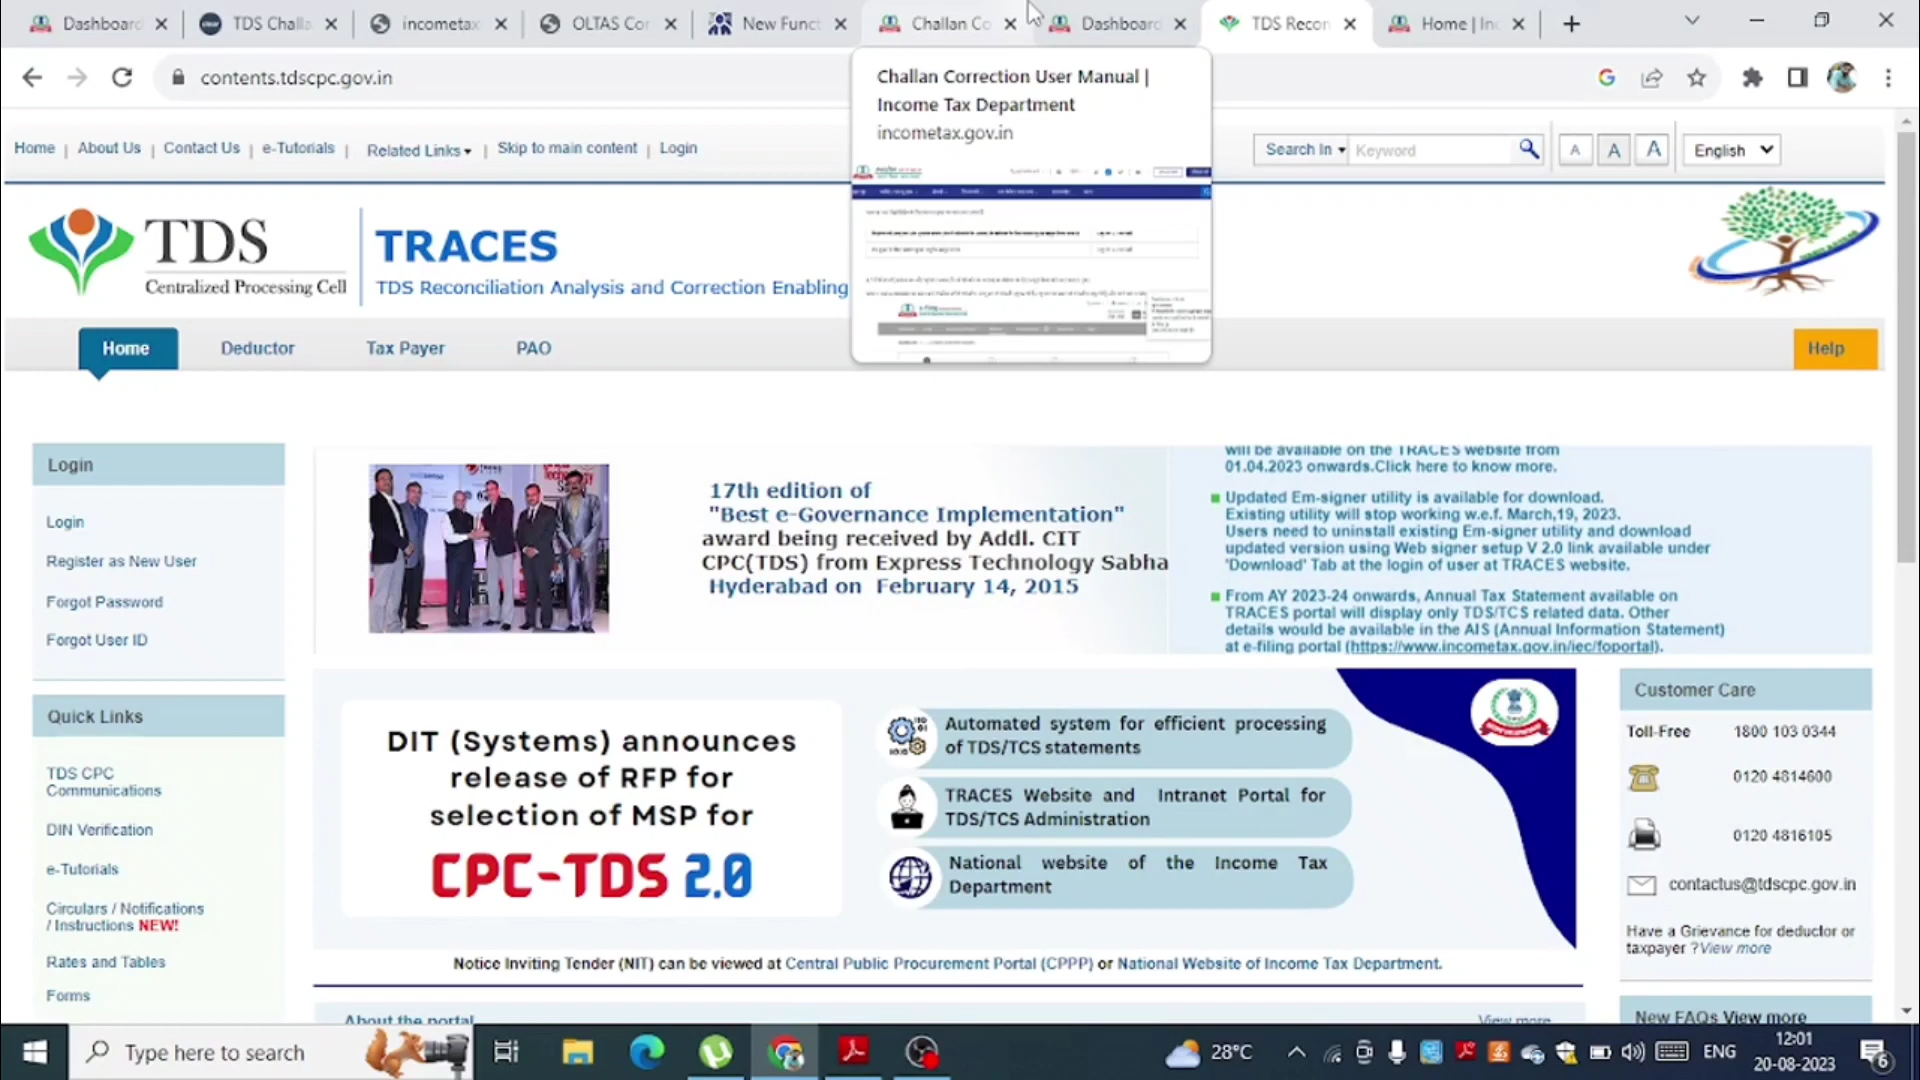 Dashboard
TDS Challa
incometax
OLTAS Cor
New Funct
Challan Co
Dashboard
TDS Recon
Home | In
contents.tdscpc.gov.in
Challan Correction User Manual |
Income Tax Department
incometax.gov.in
Home | About Us | Contact Us | e-Tutorials | Related Links | Skip to main content | Login
Search In Keyword
A A A
English
TDS
Centralized Processing Cell
TRACES
TDS Reconciliation Analysis and Correction Enabling
Home Deductor Tax Payer PAO Help
Login
Login
Register as New User
Forgot Password
Forgot User ID
17th edition of
"Best e-Governance Implementation"
award being received by Addl. CIT
CPC(TDS) from Express Technology Sabha
Hyderabad on February 14, 2015
will be available on the TRACES website from
01.04.2023 onwards.Click here to know more.
Updated Em-signer utility is available for download.
Existing utility will stop working w.e.f. March,19, 2023.
Users need to uninstall existing Em-signer utility and download
updated version using Web signer setup V 2.0 link available under
'Download' Tab at the login of user at TRACES website.
From AY 2023-24 onwards, Annual Tax Statement available on
TRACES portal will display only TDS/TCS related data. Other
details would be available in the AIS (Annual Information Statement)
at e-filing portal (https://www.incometax.gov.in/iec/foportal).
Quick Links
TDS CPC
Communications
DIN Verification
e-Tutorials
Circulars / Notifications
/ Instructions NEW!
Rates and Tables
Forms
DIT (Systems) announces
release of RFP for
selection of MSP for
CPC-TDS 2.0
Automated system for efficient processing
of TDS/TCS statements
TRACES Website and Intranet Portal for
TDS/TCS Administration
National website of the Income Tax
Department
Customer Care
Toll-Free 1800 103 0344
0120 4814600
0120 4816105
contactus@tdscpc.gov.in
Have a Grievance for deductor or
taxpayer ?View more
Notice Inviting Tender (NIT) can be viewed at Central Public Procurement Portal (CPPP) or National Website of Income Tax Department.
About the portal
View more
New FAQs View more
Type here to search
28°C
ENG
12:01
20-08-2023
6